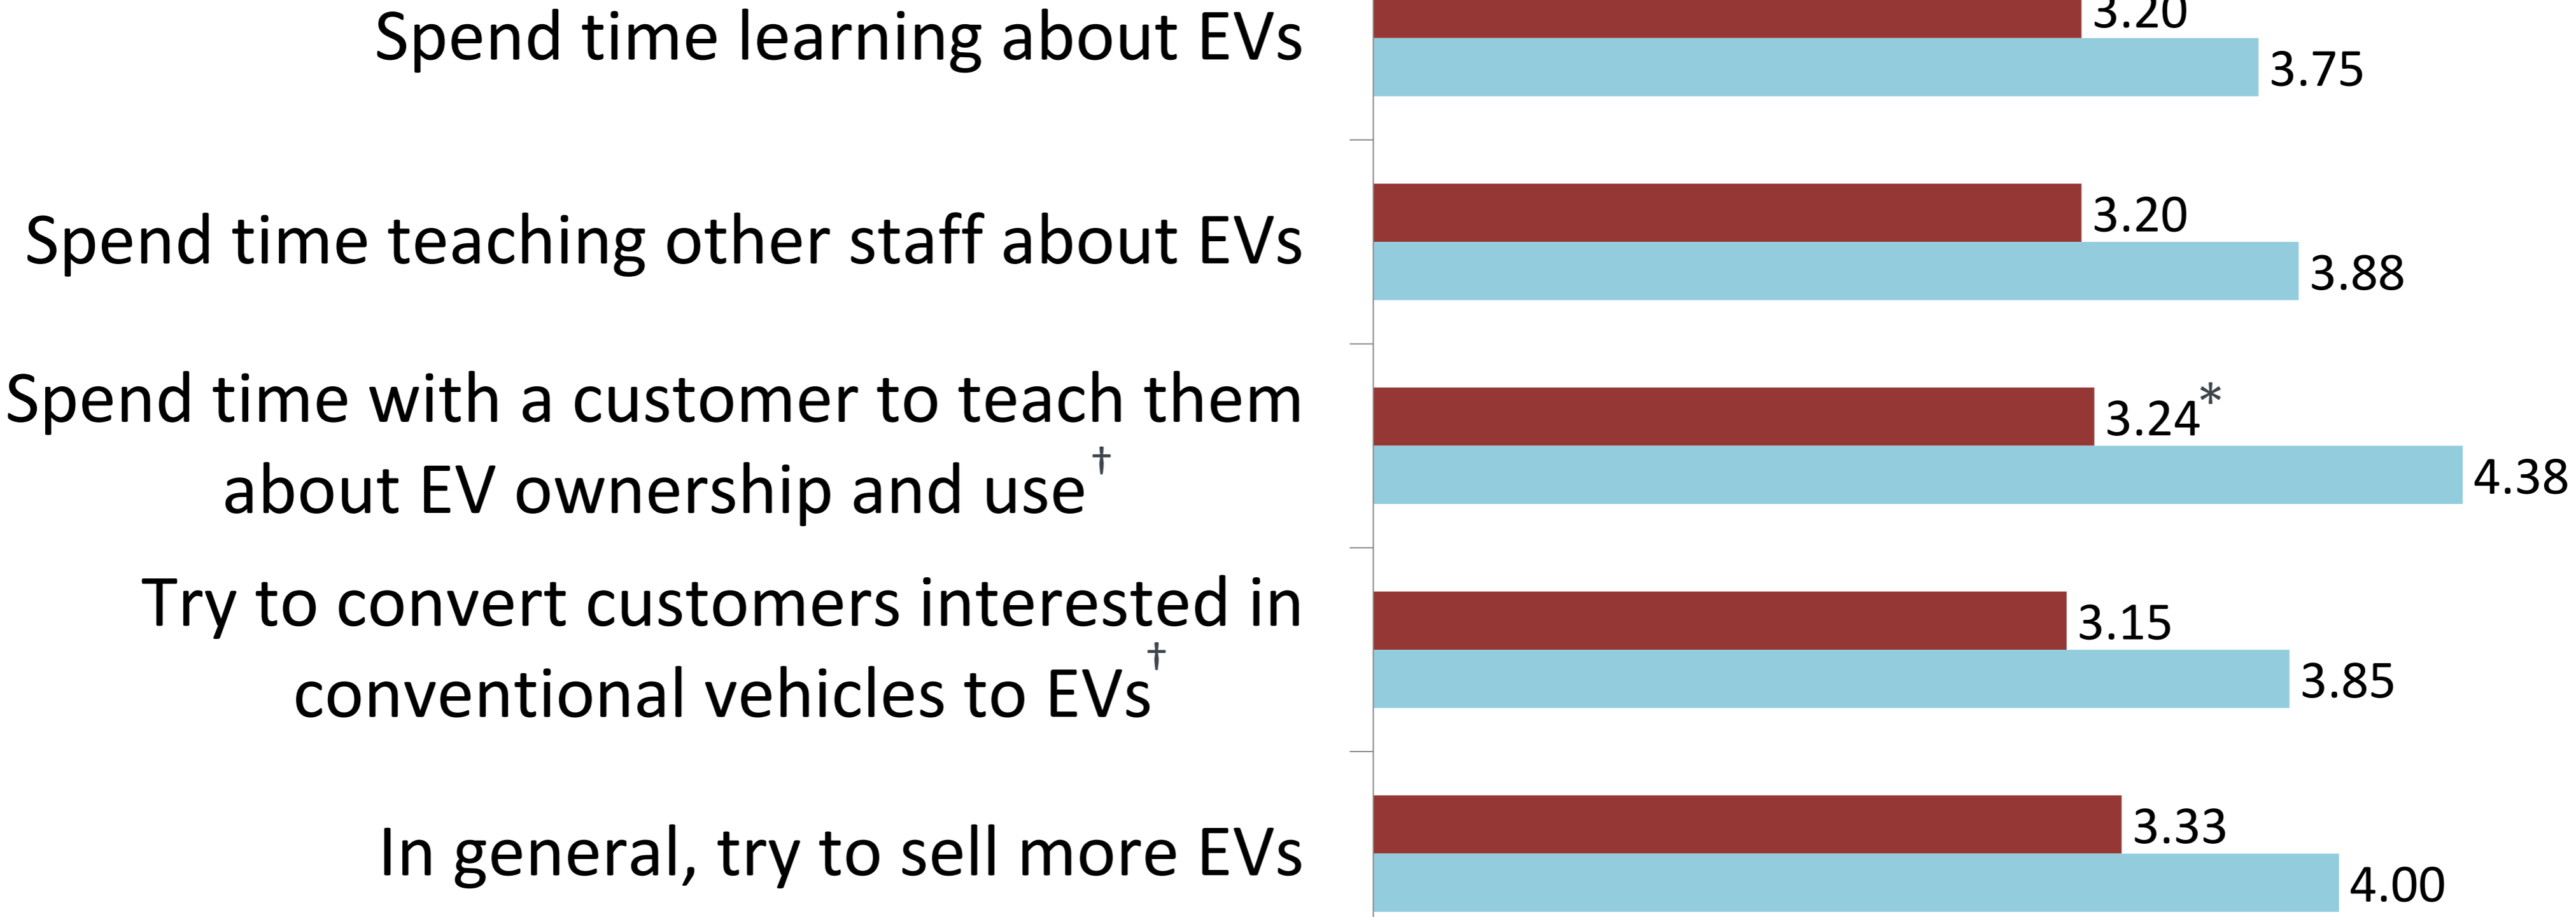 Spend time learning about EVs
3.20
3.75
Spend time teaching other staff about EVs
3.20
3.88
Spend time with a customer to teach them
about EV ownership and use†
3.24*
4.38
Try to convert customers interested in
conventional vehicles to EVs†
3.15
3.85
In general, try to sell more EVs
3.33
4.00